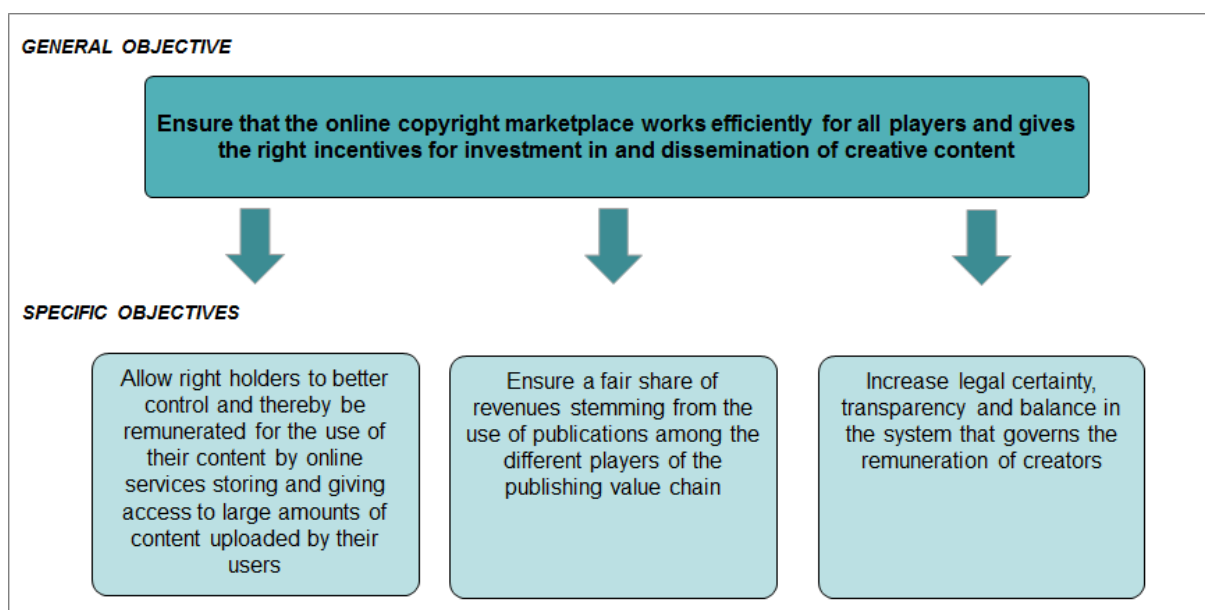 GENERAL OBJECTIVE
Ensure that the online copyright marketplace works efficiently for all players and gives
the right incentives for investment in and dissemination of creative content
SPECIFIC OBJECTIVES
Allow right holders to better
control and thereby be
remunerated for the use of
their content by online
services storing and giving
access to large amounts of
content uploaded by their
users
Ensure a fair share of
revenues stemming from the
use of publications among the
different players of the
publishing value chain
Increase legal certainty,
transparency and balance in
the system that governs the
remuneration of creators